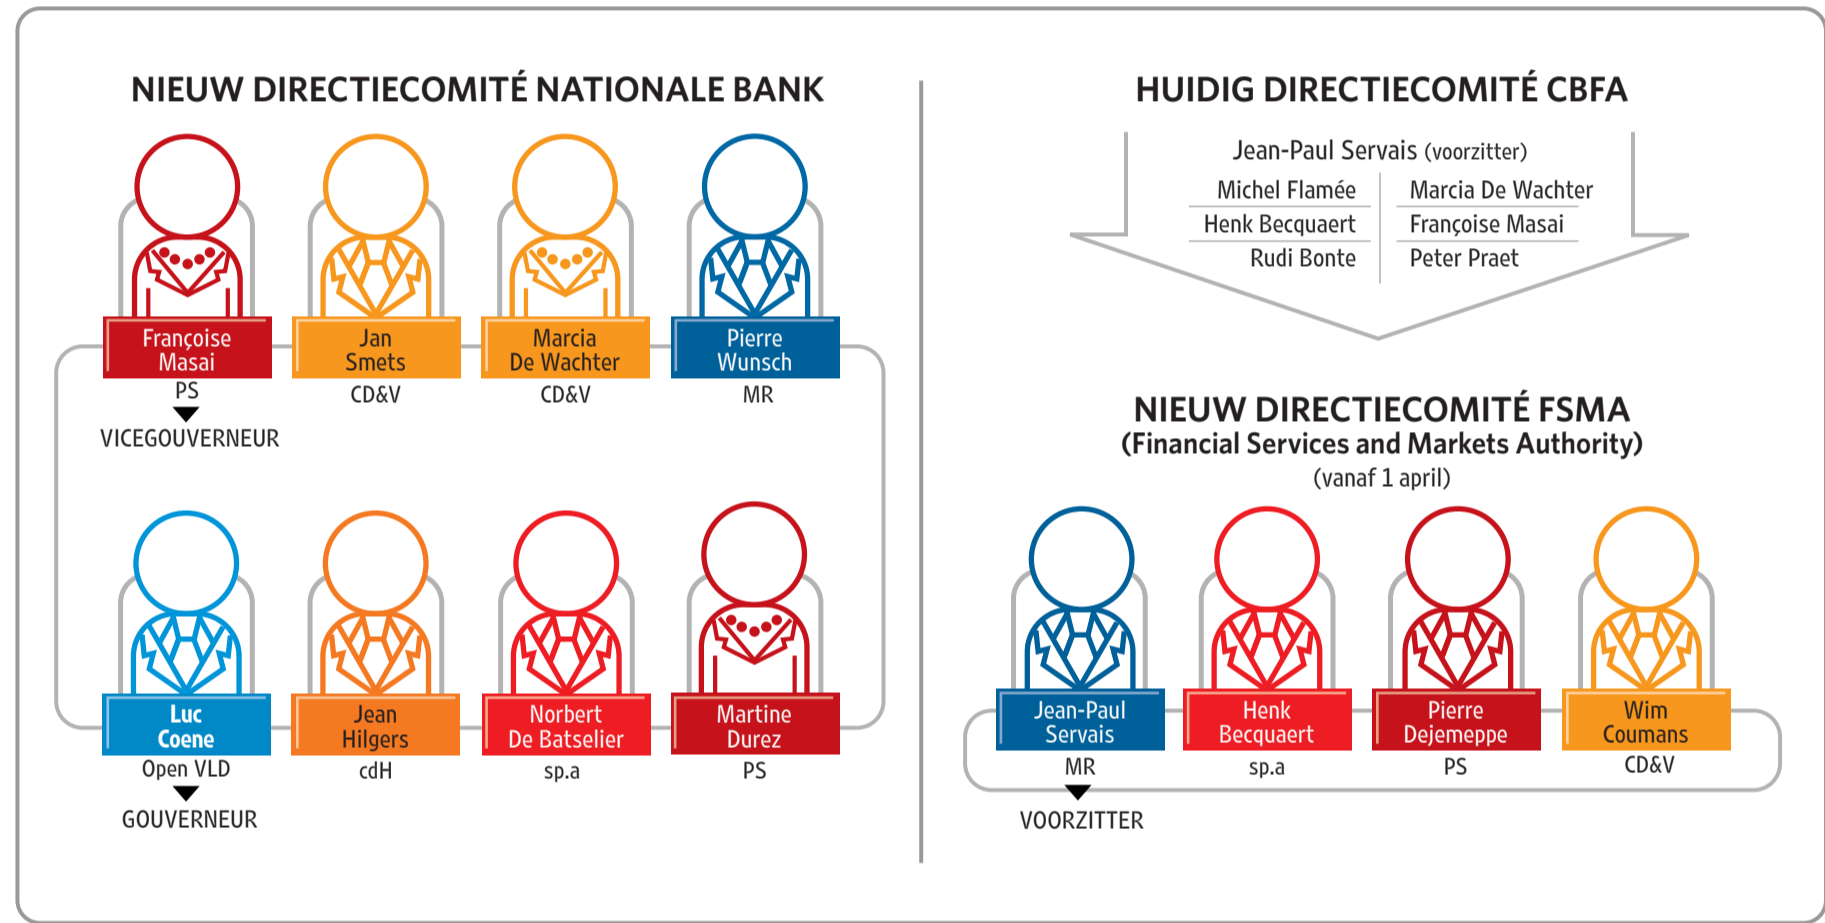 NIEUW DIRECTIECOMITÉ NATIONALE BANK
Françoise
Masai
PS
VICEGOUVERNEUR
Jan
Smets
CD&V
Marcia
De Wachter
CD&V
Pierre
Wunsch
MR
Luc
Coene
Open VLD
GOUVERNEUR
Jean
Hilgers
cdH
Norbert
De Batselier
sp.a
Martine
Durez
PS
HUIDIG DIRECTIECOMITÉ CBFA
Jean-Paul Servais (voorzitter)
Michel Flamée
Henk Becquaert
Rudi Bonte
Marcia De Wachter
Françoise Masai
Peter Praet
NIEUW DIRECTIECOMITÉ FSMA
(Financial Services and Markets Authority)
(vanaf 1 april)
Jean-Paul
Servais
MR
VOORZITTER
Henk
Becquaert
sp.a
Pierre
Dejemeppe
PS
Wim
Coumans
CD&V